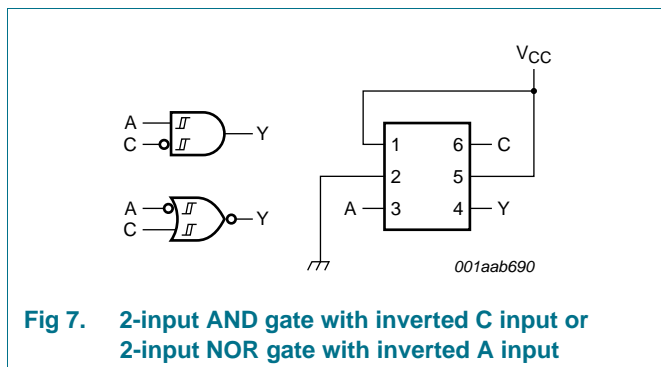 VCC
A
C
Y
A
C
Y
1 6 C
2 5
A 3 4 Y
001aab690
Fig 7. 2-input AND gate with inverted C input or
2-input NOR gate with inverted A input